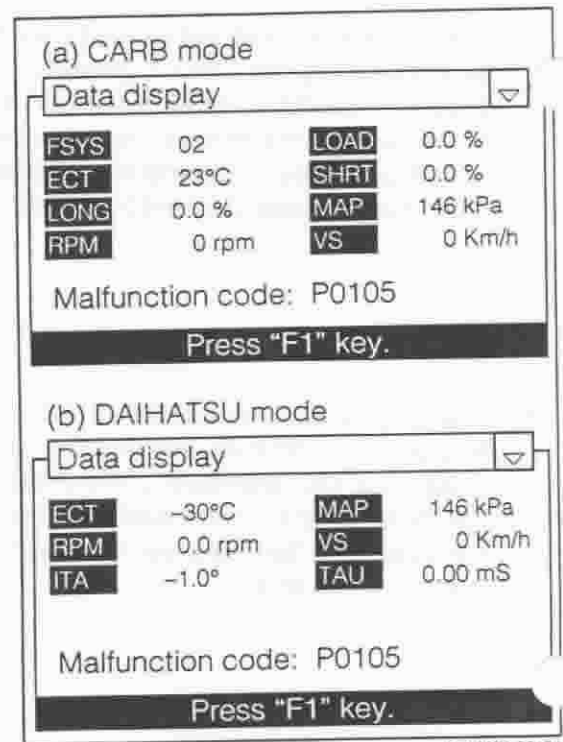 (a) CARB mode
Data display
FSYS 02 LOAD 0.0 %
ECT 23°C SHRT 0.0 %
LONG 0.0 % MAP 146 kPa
RPM 0 rpm VS 0 Km/h
Malfunction code: P0105
Press “F1” key.
(b) DAIHATSU mode
Data display
ECT –30°C MAP 146 kPa
RPM 0.0 rpm VS 0 Km/h
ITA –1.0° TAU 0.00 mS
Malfunction code: P0105
Press “F1” key.